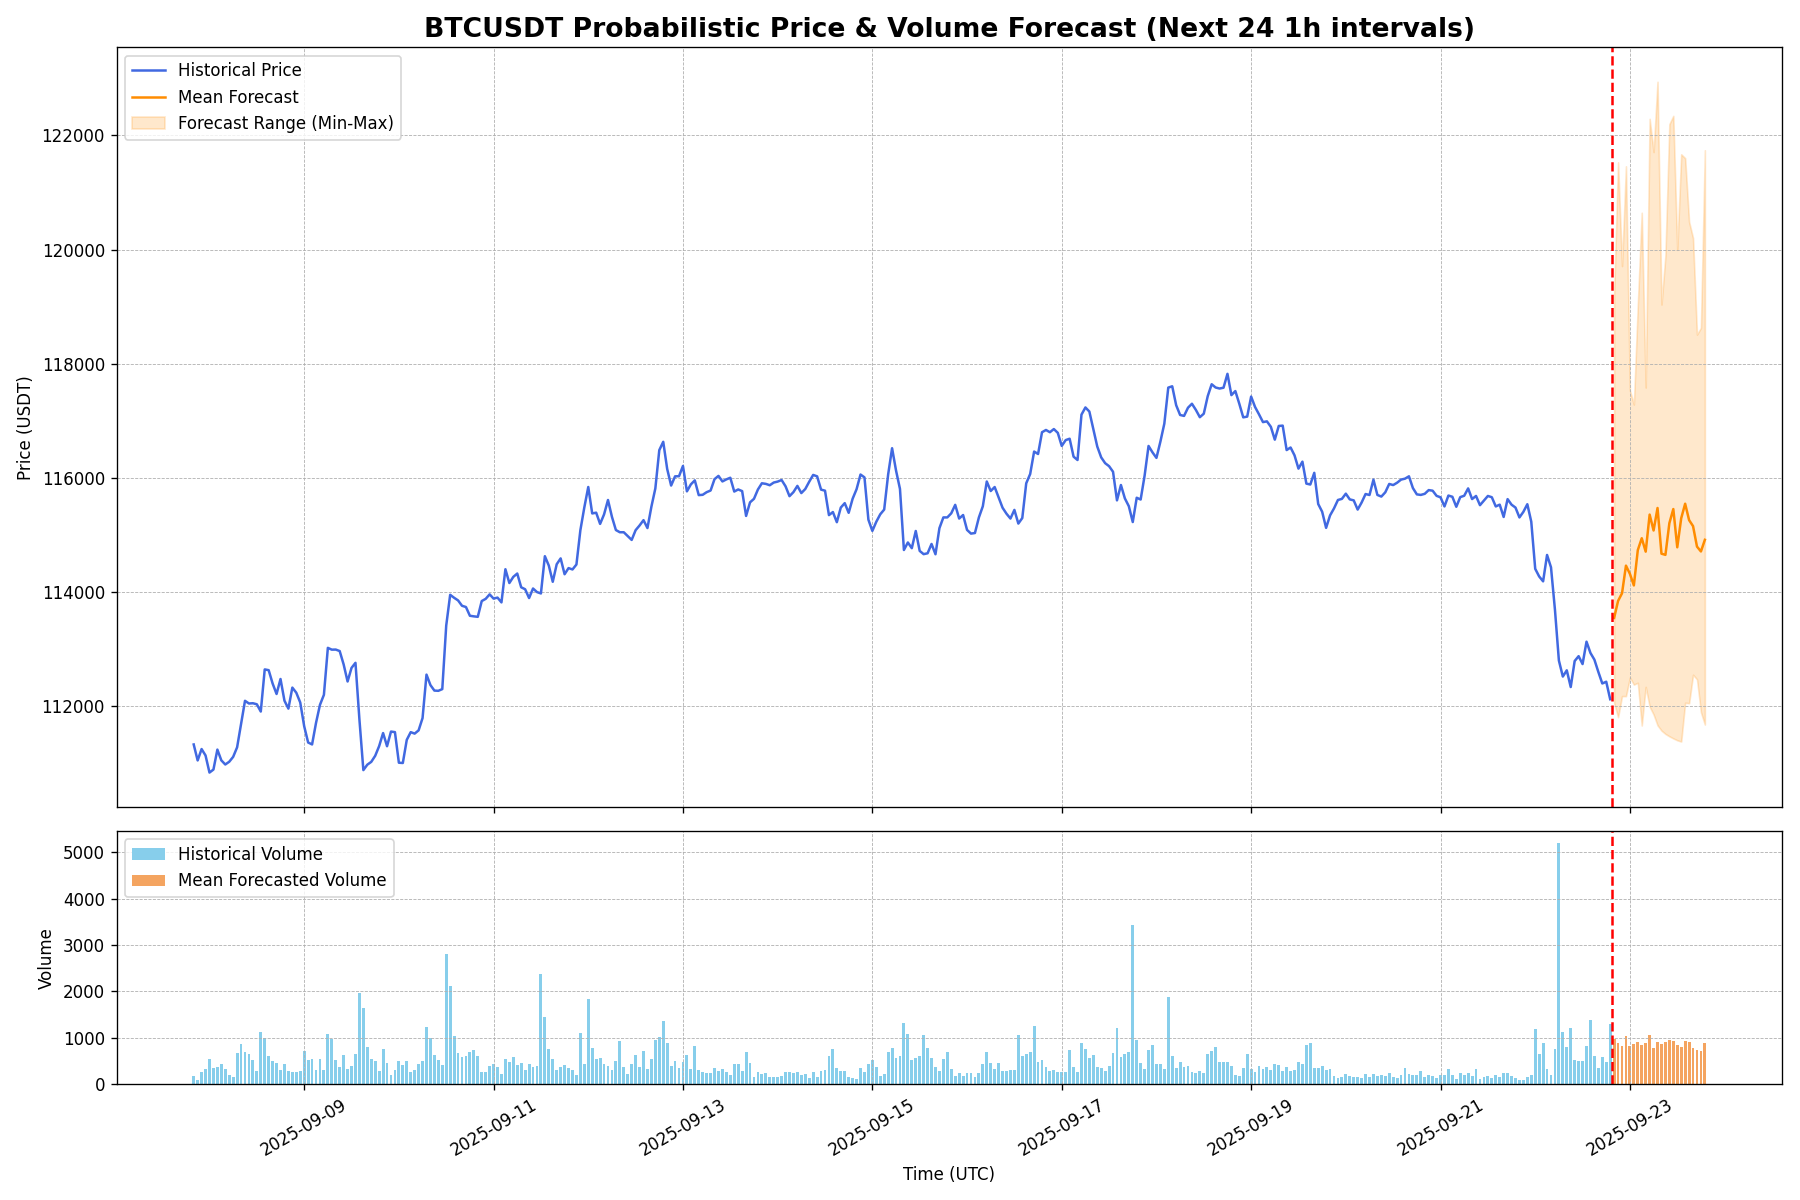 BTCUSDT Probabilistic Price & Volume Forecast (Next 24 1h intervals)
Historical Price
Mean Forecast
Forecast Range (Min-Max)
Price (USDT)
122000
120000
118000
116000
114000
112000
Historical Volume
Mean Forecasted Volume
Volume
5000
4000
3000
2000
1000
0
2025-09-09
2025-09-11
2025-09-13
2025-09-15
2025-09-17
2025-09-19
2025-09-21
2025-09-23
Time (UTC)